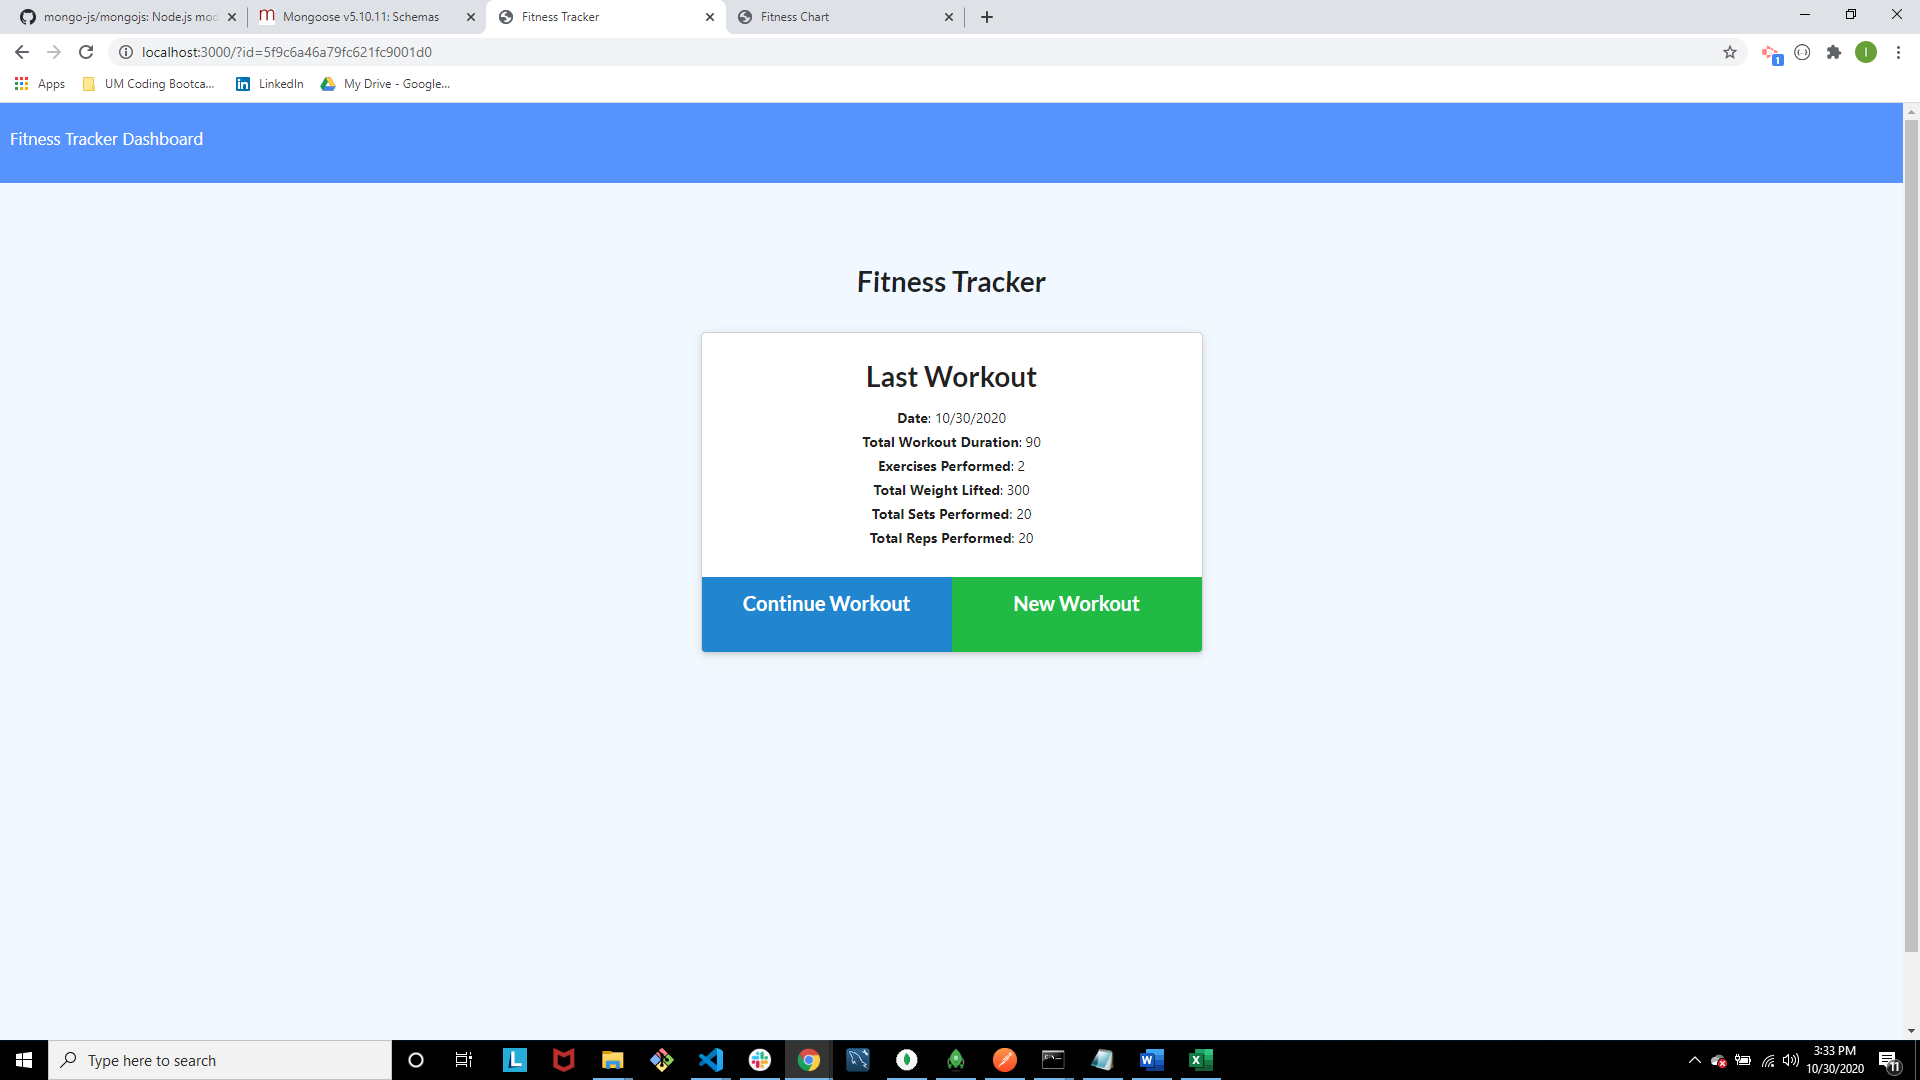 mongo-js/mongojs: Node.js mod
Mongoose v5.10.11: Schemas
Fitness Tracker
Fitness Chart
localhost:3000/?id=5f9c6a46a79fc621fc9001d0
1
I
Apps
UM Coding Bootca...
LinkedIn
My Drive - Google...
Fitness Tracker Dashboard
Fitness Tracker
Last Workout
Date: 10/30/2020
Total Workout Duration: 90
Exercises Performed: 2
Total Weight Lifted: 300
Total Sets Performed: 20
Total Reps Performed: 20
Continue Workout
New Workout
Type here to search
3:33 PM
10/30/2020
11